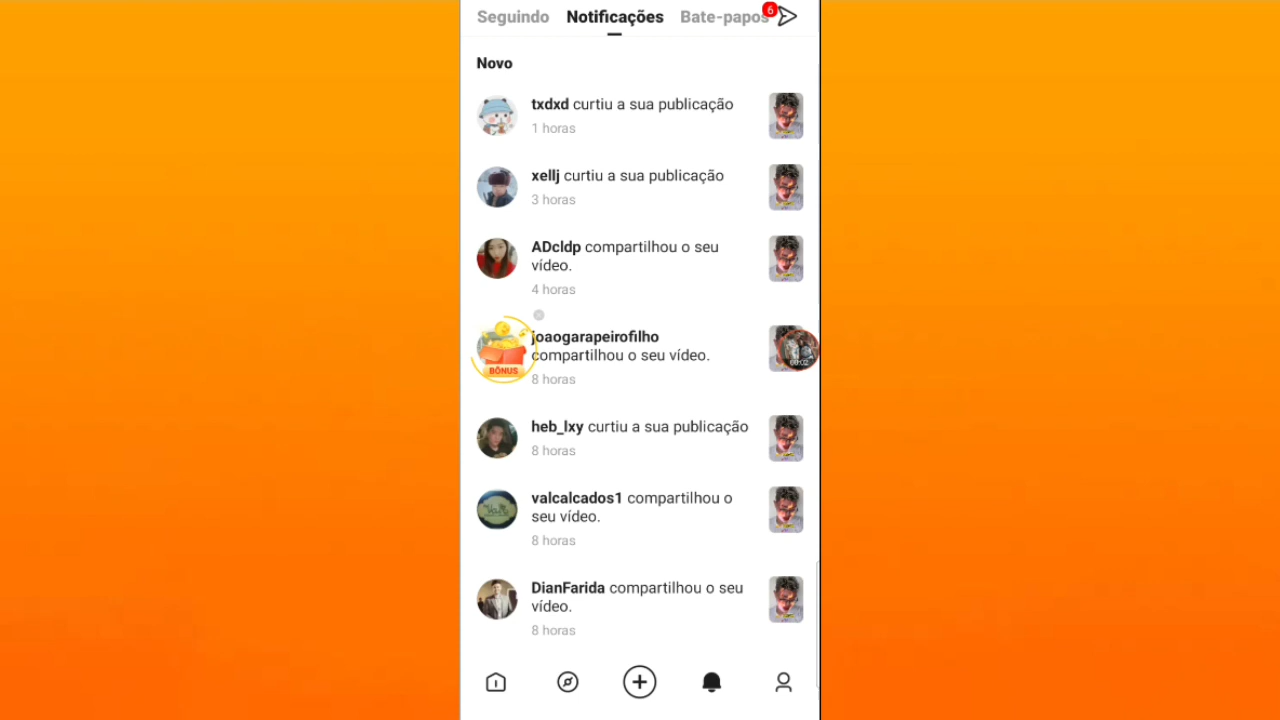 Seguindo Notificações Bate-papos 6
Novo
txdxd curtiu a sua publicação
1 horas
xellj curtiu a sua publicação
3 horas
ADcldp compartilhou o seu
vídeo.
4 horas
joaogarapeirofilho
compartilhou o seu vídeo.
BÔNUS
00:02
8 horas
heb_lxy curtiu a sua publicação
8 horas
valcalcados1 compartilhou o
seu vídeo.
8 horas
DianFarida compartilhou o seu
vídeo.
8 horas